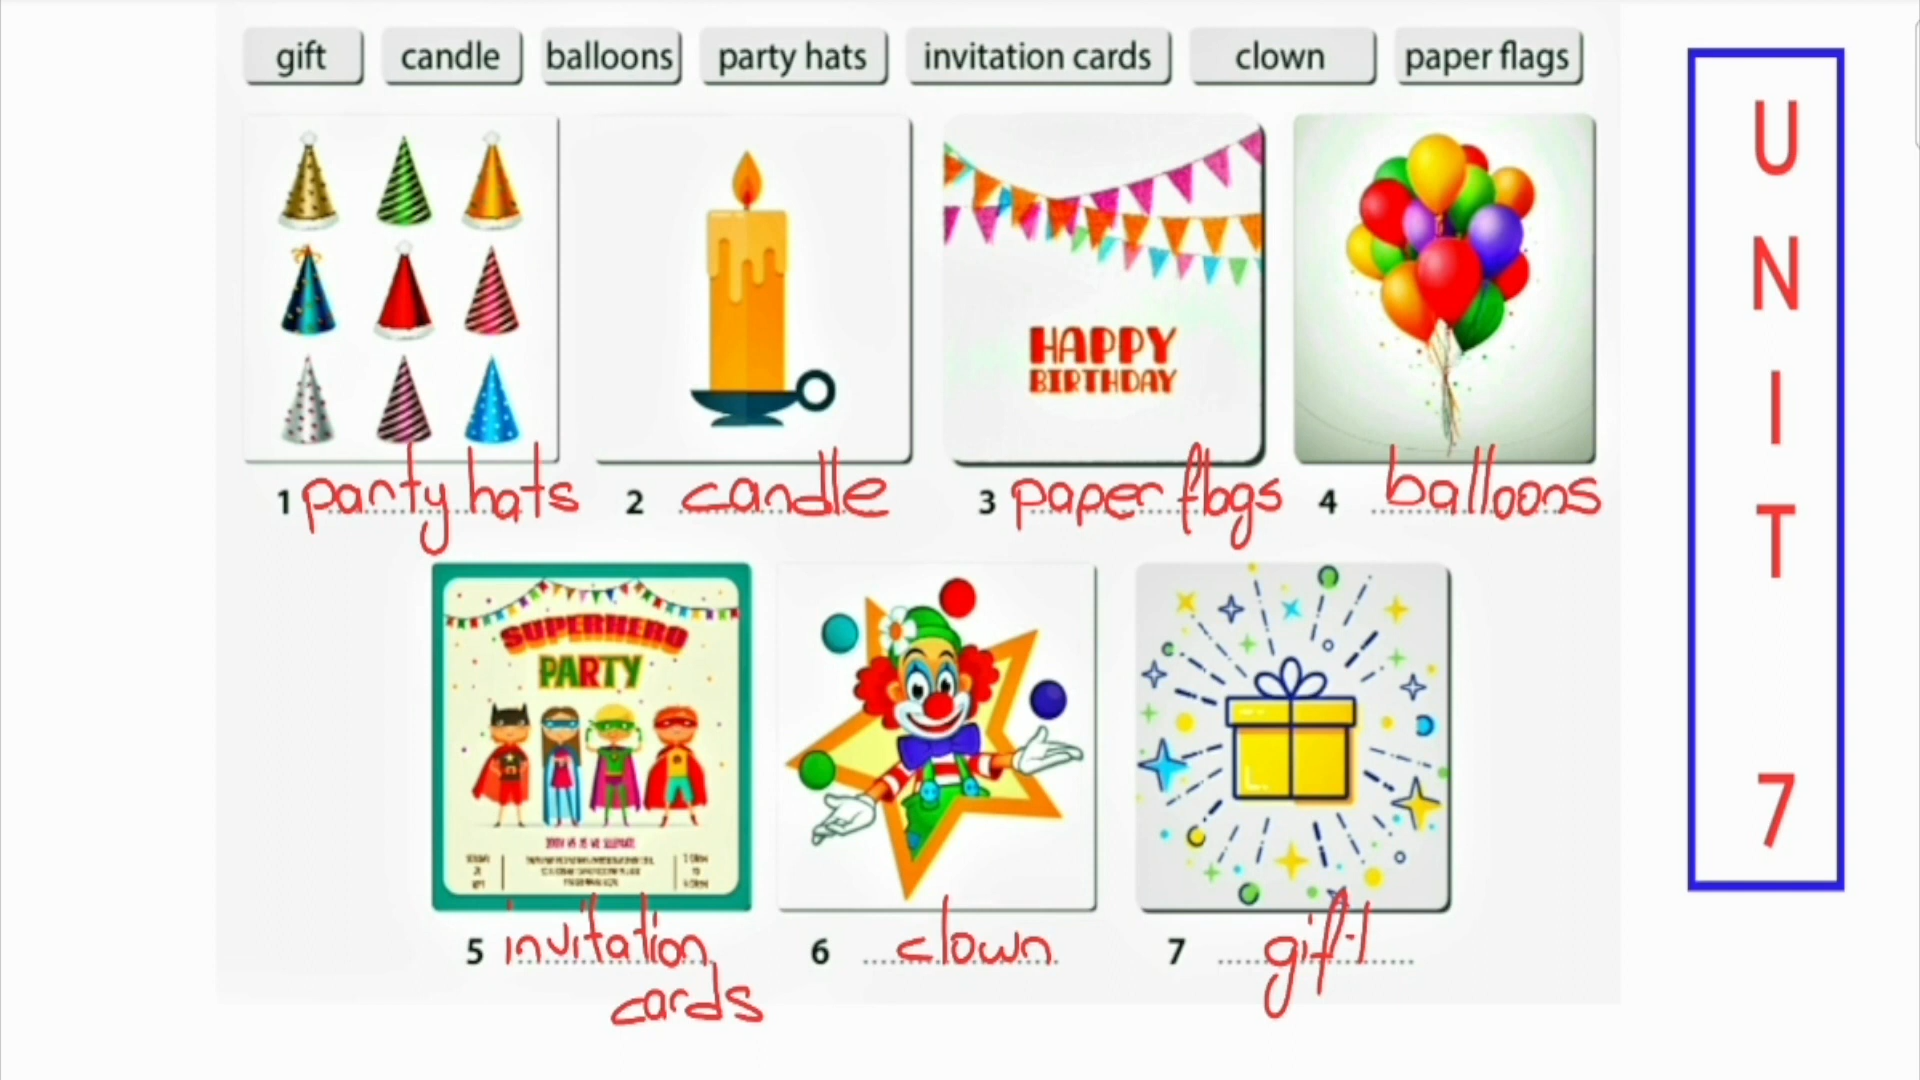 gift candle balloons party hats invitation cards clown paper flags
HAPPY
BIRTHDAY
1 party hats 2 candle 3 paper flags 4 balloons
SUPERHERO
PARTY
5 invitation
cards
6 clown 7 gift
U
N
I
T
7